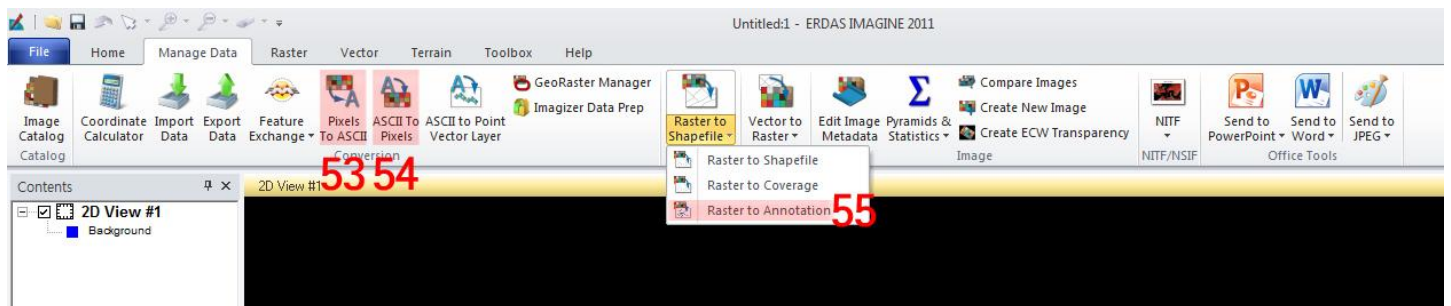 Untitled:1 - ERDAS IMAGINE 2011
File Home Manage Data Raster Vector Terrain Toolbox Help
Image Catalog
Coordinate Calculator
Import Data
Export Data
Feature Exchange
Pixels To ASCII
ASCII To Pixels
ASCII to Point Vector Layer
GeoRaster Manager
Imagizer Data Prep
Raster to Shapefile
Vector to Raster
Edit Image Metadata
Pyramids & Statistics
Compare Images
Create New Image
Create ECW Transparency
NITF
Send to PowerPoint
Send to Word
Send to JPEG
Catalog Conversion Image NITF/NSIF Office Tools
53 54
Raster to Shapefile
Raster to Coverage
Raster to Annotation 55
Contents
2D View #1
2D View #1
Background